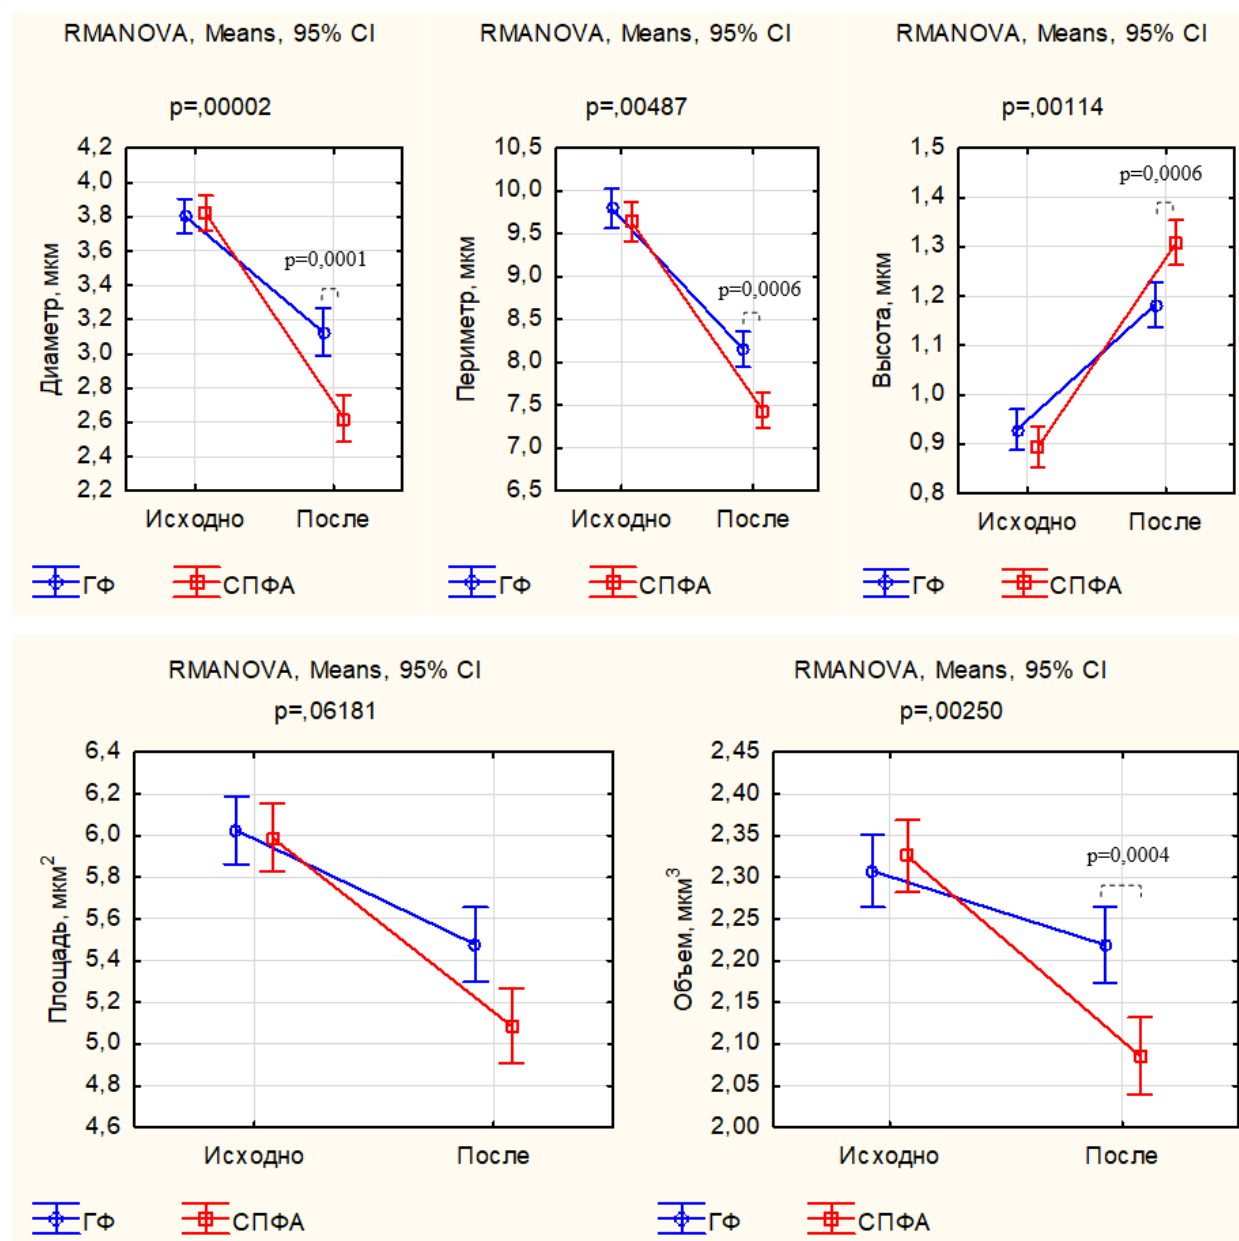 RMANOVA, Means, 95% CI
p=,00002
4,2
4,0
3,8
3,6
3,4
3,2
3,0
2,8
2,6
2,4
2,2
Диаметр, мкм
p=0,0001
Исходно После
ГФ СПФА
RMANOVA, Means, 95% CI
p=,00487
10,5
10,0
9,5
9,0
8,5
8,0
7,5
7,0
6,5
Периметр, мкм
p=0,0006
Исходно После
ГФ СПФА
RMANOVA, Means, 95% CI
p=,00114
1,5
1,4
1,3
1,2
1,1
1,0
0,9
0,8
Высота, мкм
p=0,0006
Исходно После
ГФ СПФА
RMANOVA, Means, 95% CI
p=,06181
6,4
6,2
6,0
5,8
5,6
5,4
5,2
5,0
4,8
4,6
Площадь, мкм²
Исходно После
ГФ СПФА
RMANOVA, Means, 95% CI
p=,00250
2,45
2,40
2,35
2,30
2,25
2,20
2,15
2,10
2,05
2,00
Объем, мкм³
p=0,0004
Исходно После
ГФ СПФА